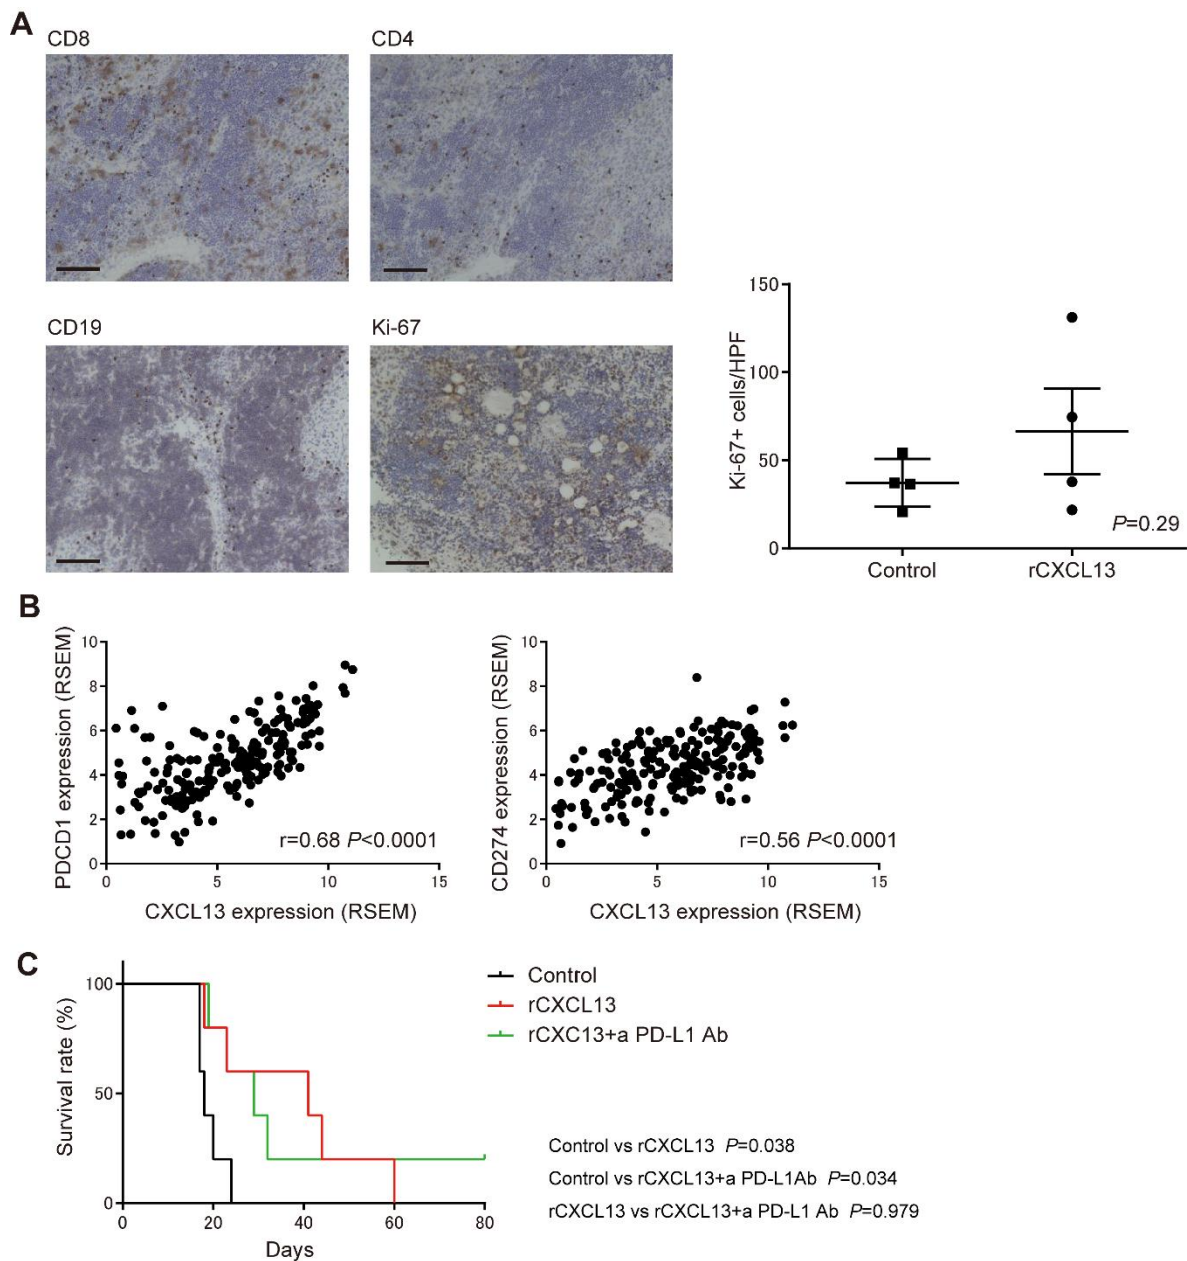 A
CD8
CD4
CD19
Ki-67
150
100
50
0
Ki-67+ cells/HPF
Control
rCXCL13
P=0.29
B
PDCD1 expression (RSEM)
10
8
6
4
2
0
0
5
10
15
r=0.68 P<0.0001
CXCL13 expression (RSEM)
CD274 expression (RSEM)
10
8
6
4
2
0
0
5
10
15
r=0.56 P<0.0001
CXCL13 expression (RSEM)
C
Survival rate (%)
100
50
0
0
20
40
60
80
Days
Control
rCXCL13
rCXC13+a PD-L1 Ab
Control vs rCXCL13 P=0.038
Control vs rCXCL13+a PD-L1Ab P=0.034
rCXCL13 vs rCXCL13+a PD-L1 Ab P=0.979